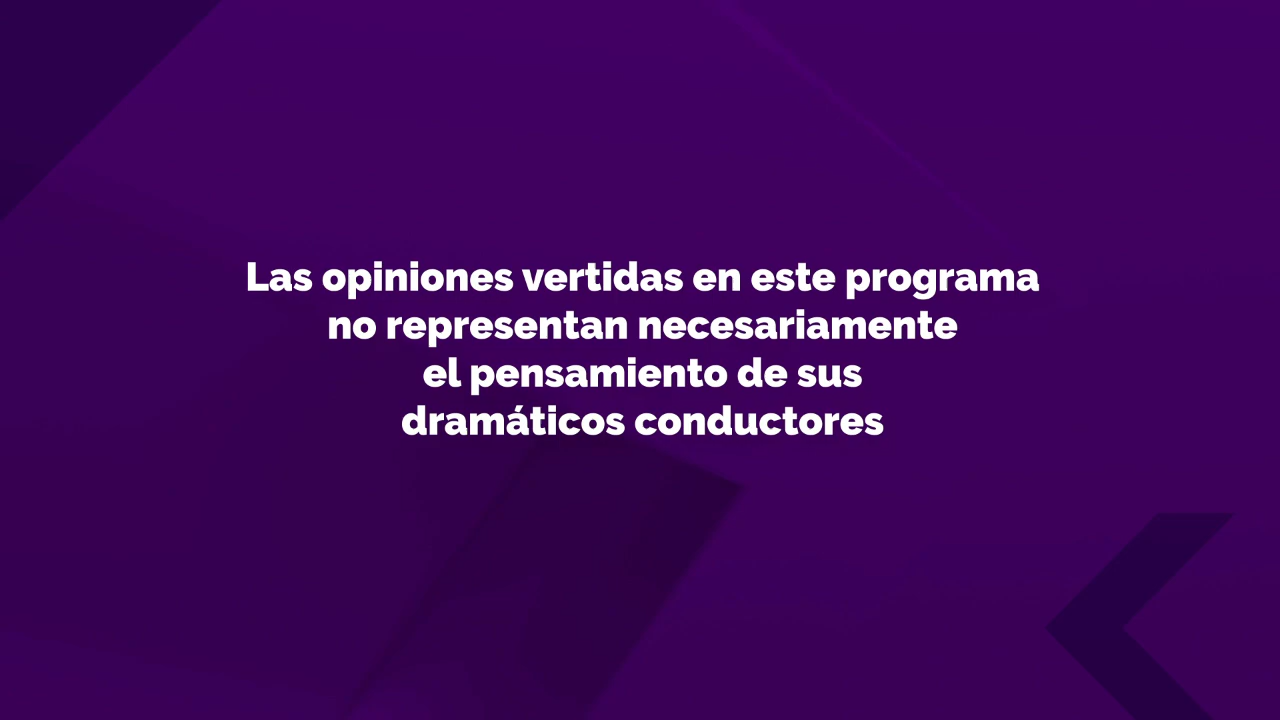 Las opiniones vertidas en este programa
no representan necesariamente
el pensamiento de sus
dramáticos conductores